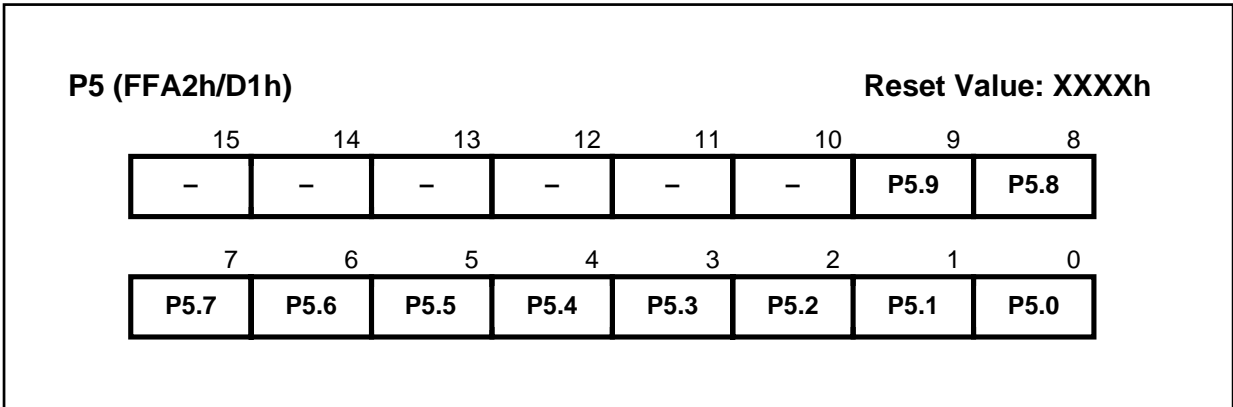 P5 (FFA2h/D1h) Reset Value: XXXXh
15 14 13 12 11 10 9 8
– – – – – – P5.9 P5.8
7 6 5 4 3 2 1 0
P5.7 P5.6 P5.5 P5.4 P5.3 P5.2 P5.1 P5.0